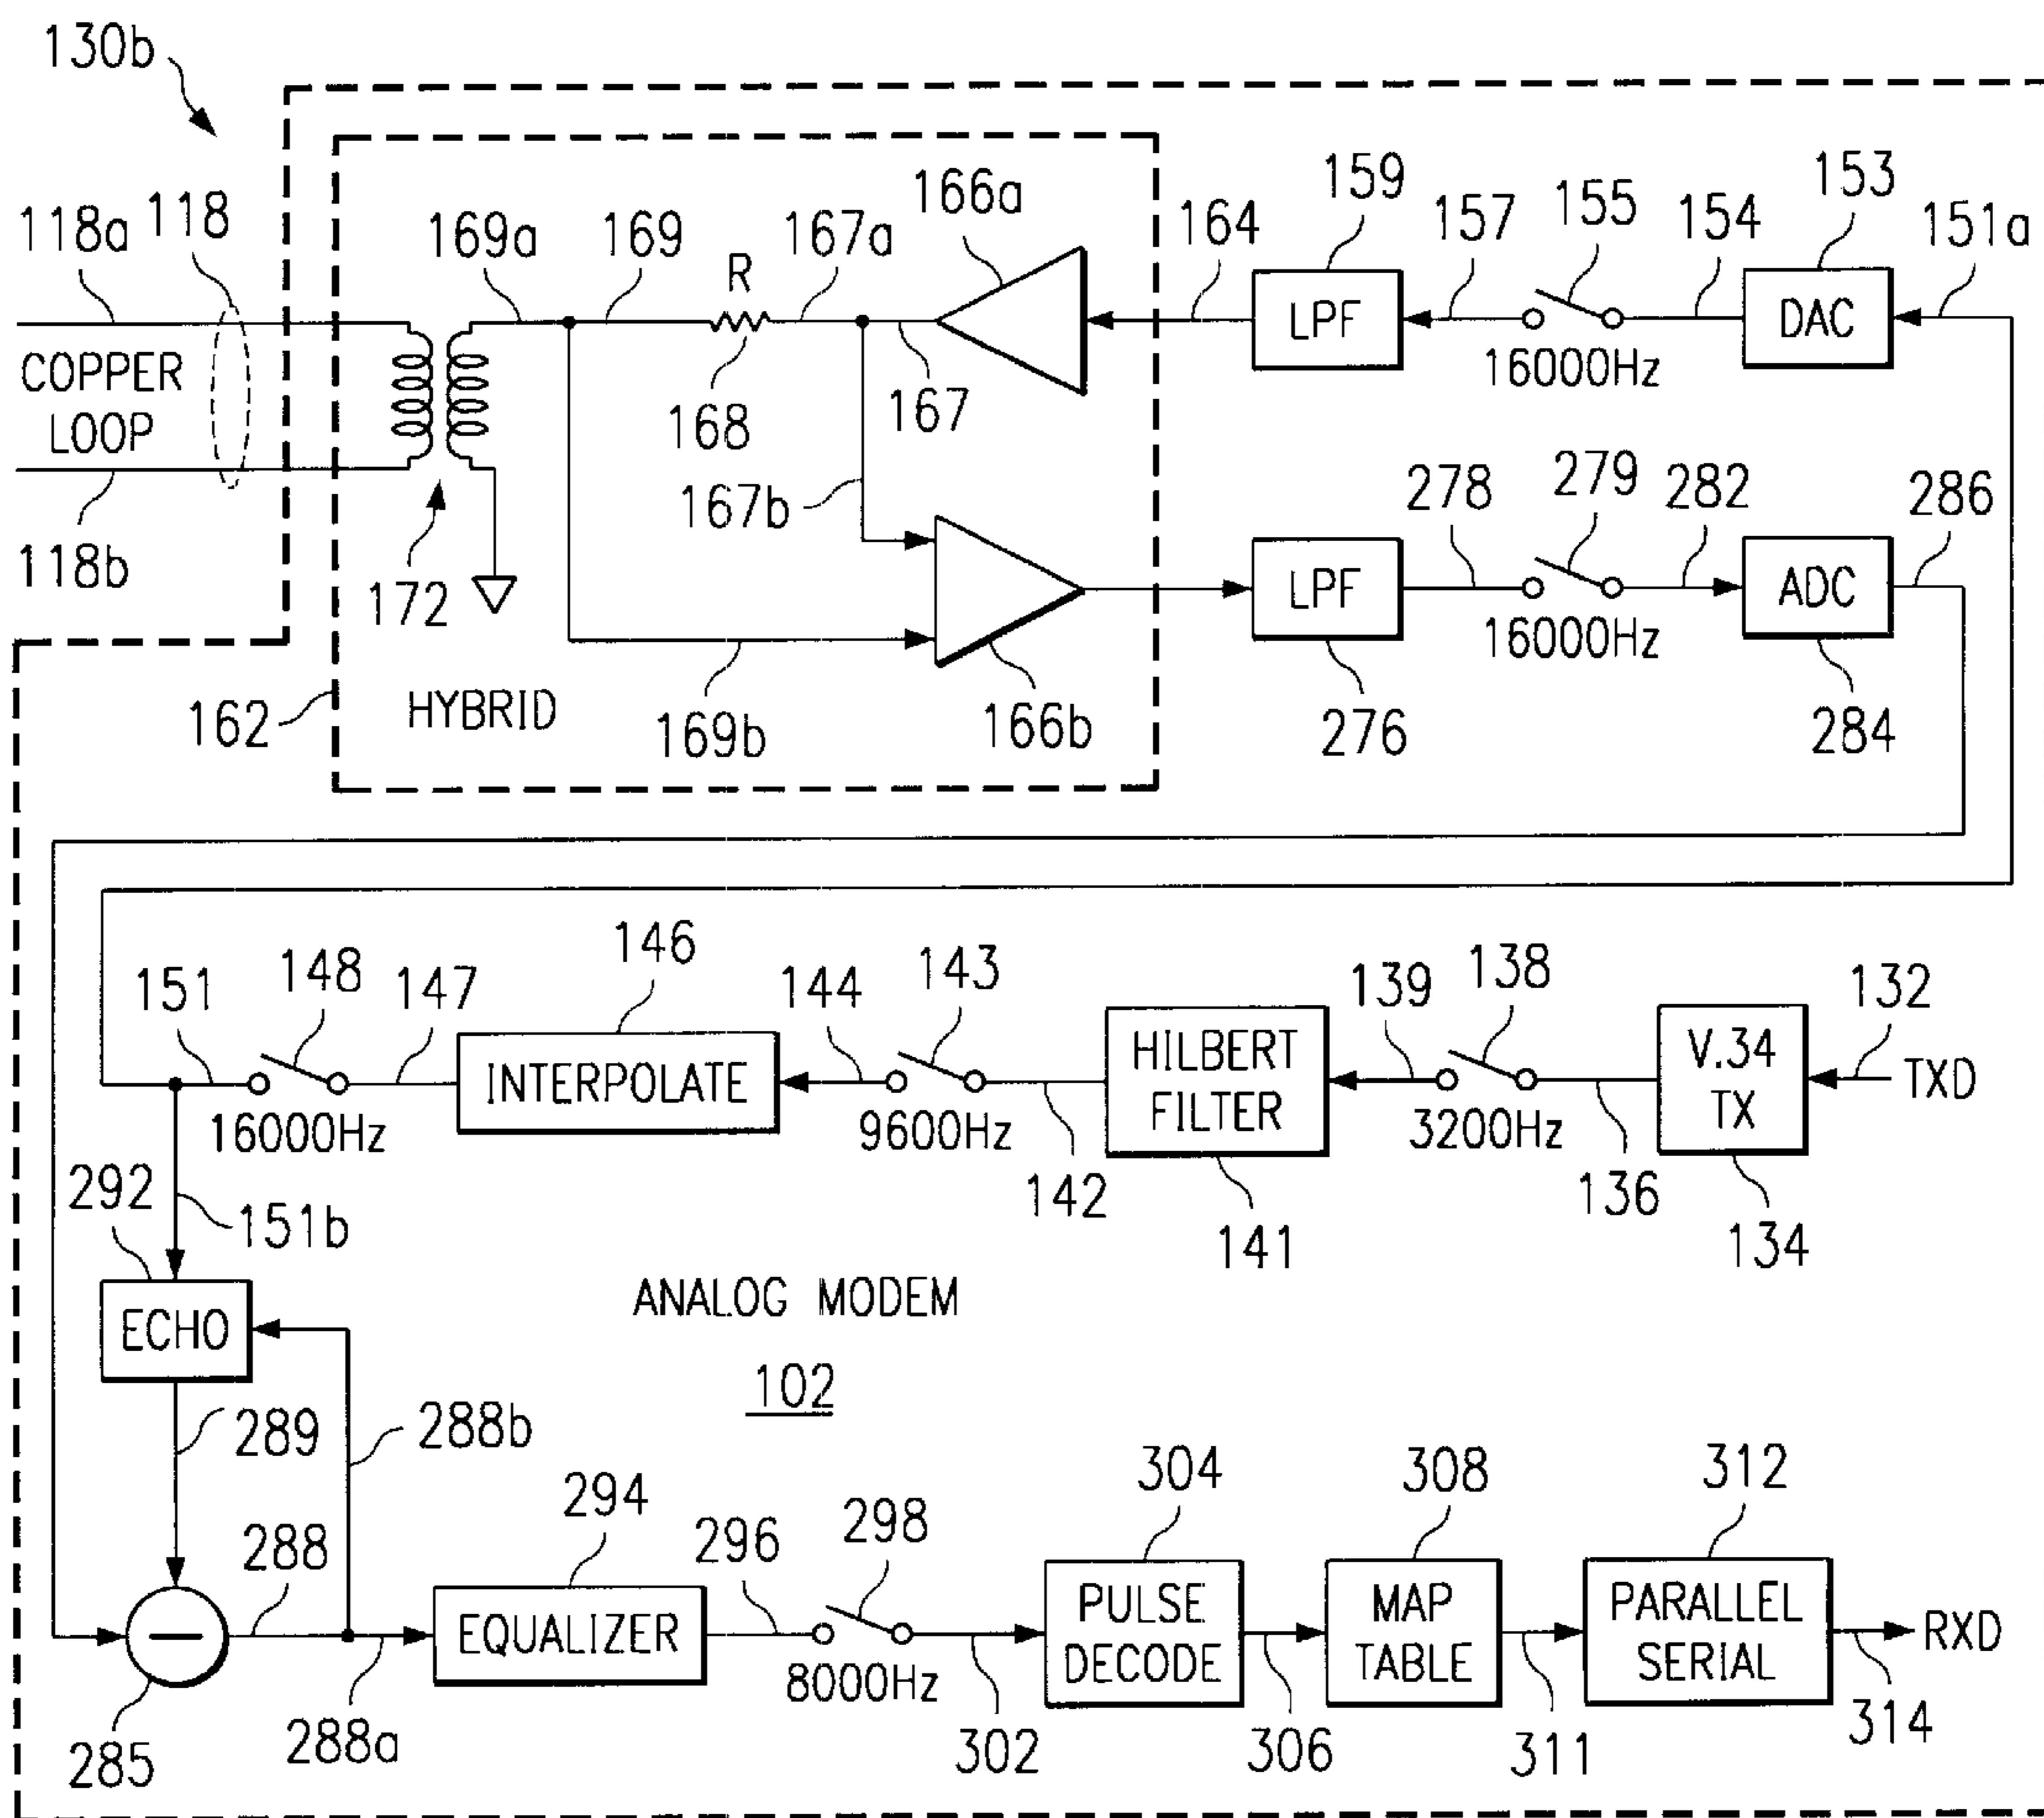 130b
118a
118
169a
169
R
167a
166a
164
159
157
155
154
153
151a
COPPER
LOOP
LPF
16000Hz
DAC
168
167
118b
172
167b
278
279
282
286
LPF
16000Hz
ADC
162
HYBRID
169b
166b
276
284
151
148
147
146
144
143
139
138
132
INTERPOLATE
HILBERT
FILTER
V.34
TX
TXD
16000Hz
9600Hz
3200Hz
292
151b
142
141
136
134
ECHO
ANALOG MODEM
102
289
288b
288
294
296
298
304
308
312
EQUALIZER
8000Hz
PULSE
DECODE
MAP
TABLE
PARALLEL
SERIAL
RXD
285
288a
302
306
311
314